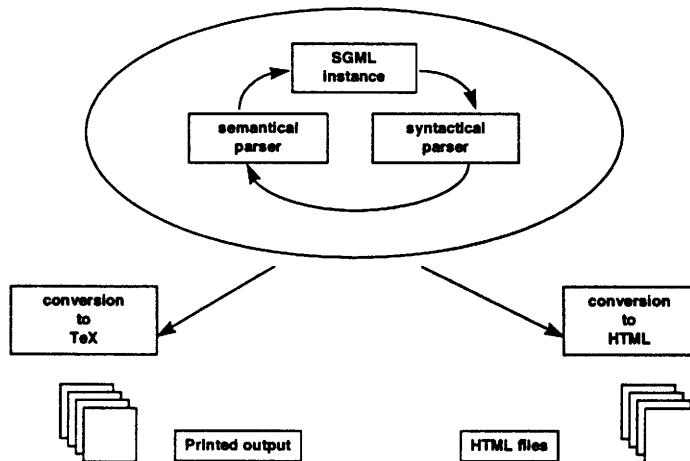 SGML
instance
semantical
parser
syntactical
parser
conversion
to
TeX
conversion
to
HTML
Printed output
HTML files